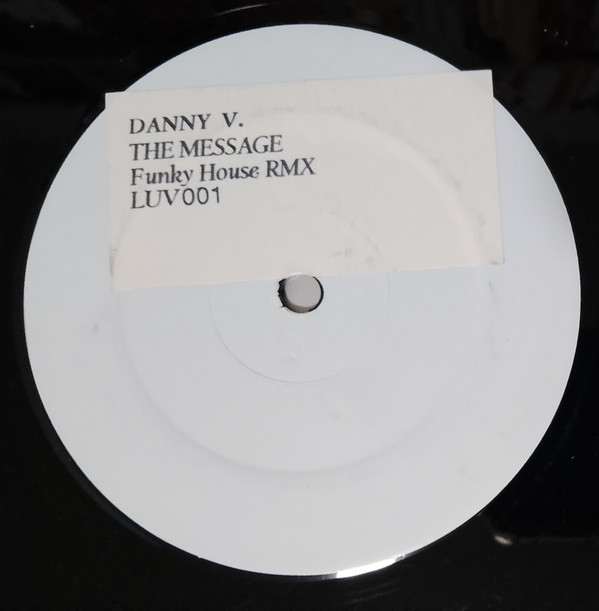 DANNY V.
THE MESSAGE
Funky House RMX
LUV001